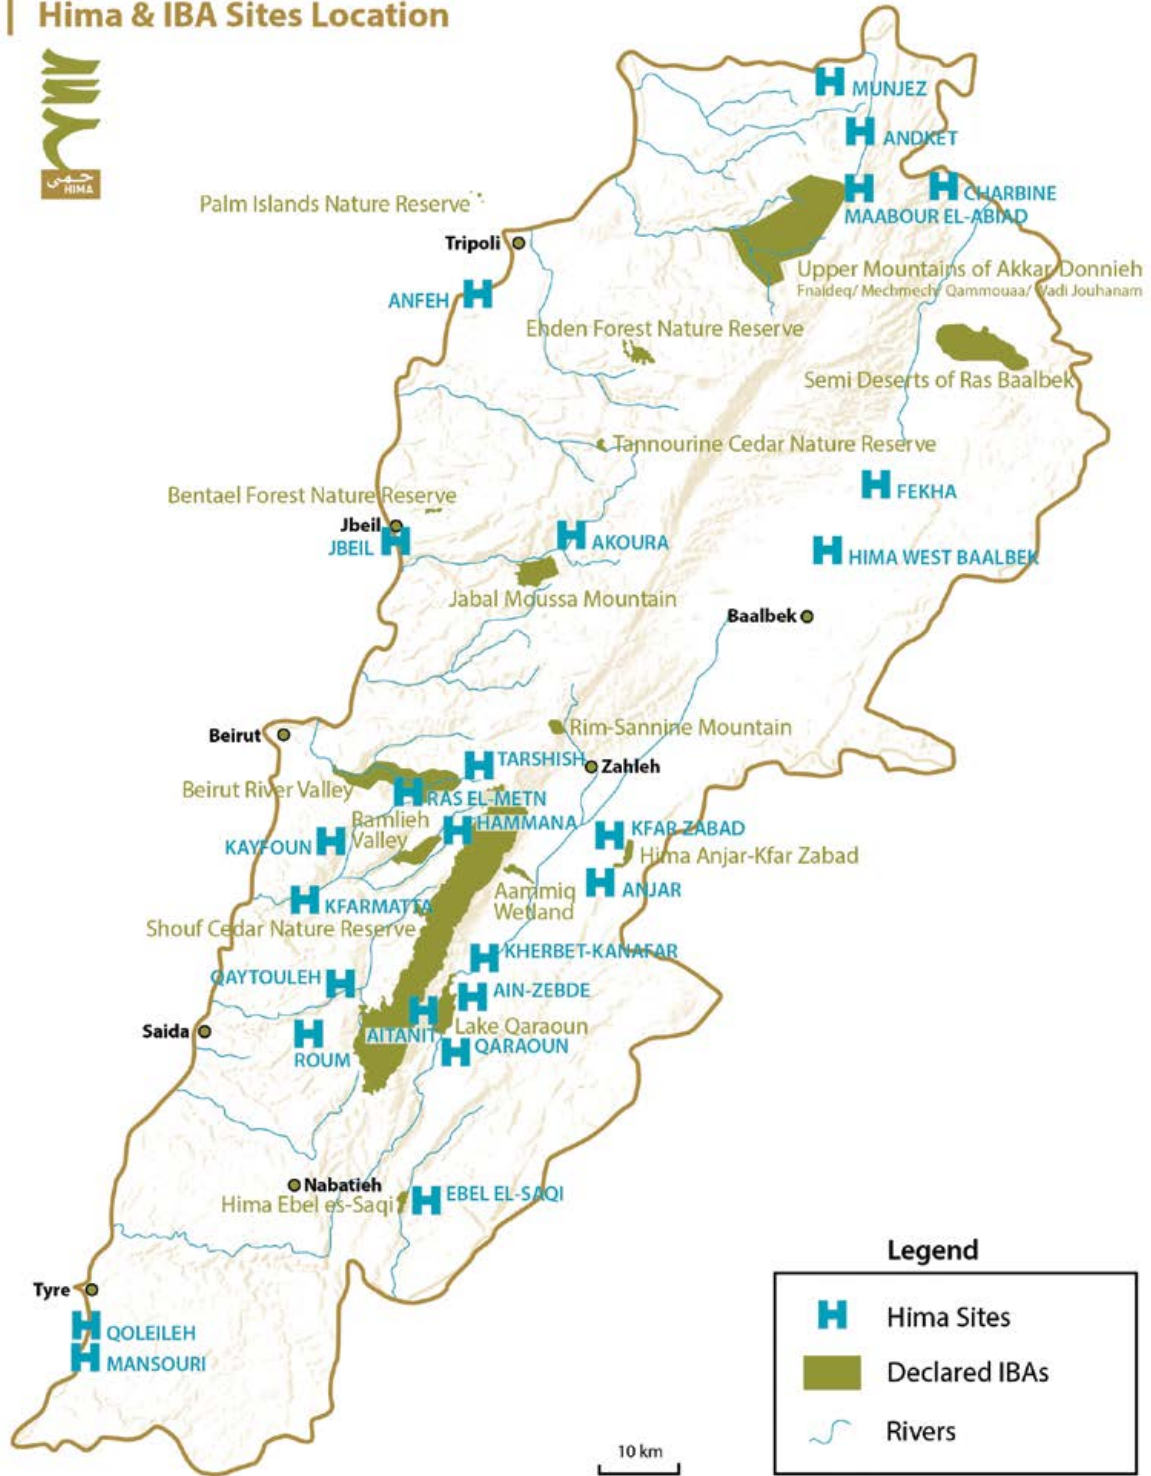 Hima & IBA Sites Location
حمى
HIMA
MUNJEZ
ANDKET
CHARBINE
MAABOUR EL-ABIAD
Palm Islands Nature Reserve
Tripoli
Upper Mountains of Akkar Donnieh
Fnaideq/ Mechmech/ Qammouaa/ Wadi Jouhanam
ANFEH
Ehden Forest Nature Reserve
Semi Deserts of Ras Baalbek
Tannourine Cedar Nature Reserve
FEKHA
Bentael Forest Nature Reserve
Jbeil
JBEIL
AKOURA
HIMA WEST BAALBEK
Jabal Moussa Mountain
Baalbek
Rim-Sannine Mountain
Beirut
TARSHISH
Zahleh
Beirut River Valley
RAS EL-METN
Ramlieh
Valley
HAMMANA
KFAR ZABAD
KAYFOUN
Hima Anjar-Kfar Zabad
Aammiq
Wetland
ANJAR
KFARMATTA
Shouf Cedar Nature Reserve
KHERBET-KANAFAR
QAYTOULEH
AIN-ZEBDE
Saida
AITANIT
Lake Qaraoun
QARAOUN
ROUM
Nabatieh
EBEL EL-SAQI
Hima Ebel es-Saqi
Tyre
QOLEILEH
MANSOURI
Legend
Hima Sites
Declared IBAs
Rivers
10 km